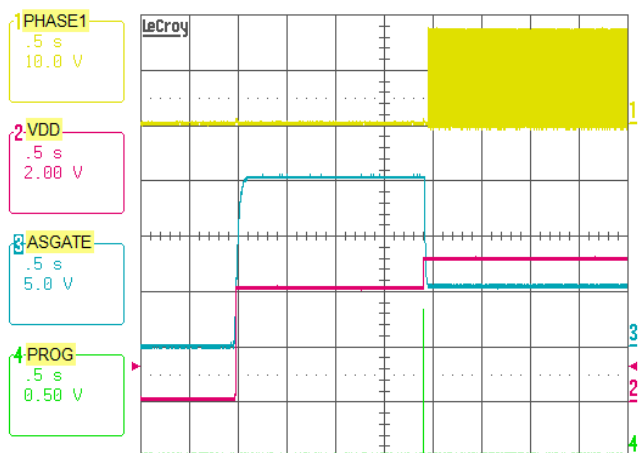 1 PHASE1
.5 s
10.0 V
2 VDD
.5 s
2.00 V
3 ASGATE
.5 s
5.0 V
4 PROG
.5 s
0.50 V
LeCroy
1
3
2
4